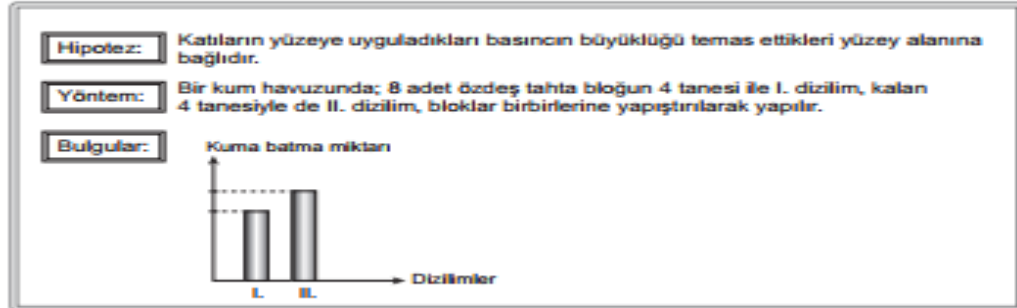 Hipotez:
Katıların yüzeye uyguladıkları basıncın büyüklüğü temas ettikleri yüzey alanına
bağlıdır.
Yöntem:
Bir kum havuzunda; 8 adet özdeş tahta bloğun 4 tanesi ile I. dizilim, kalan
4 tanesiyle de II. dizilim, bloklar birbirlerine yapıştırılarak yapılır.
Bulgular:
Kuma batma miktarı
Dizilimler
I.
II.